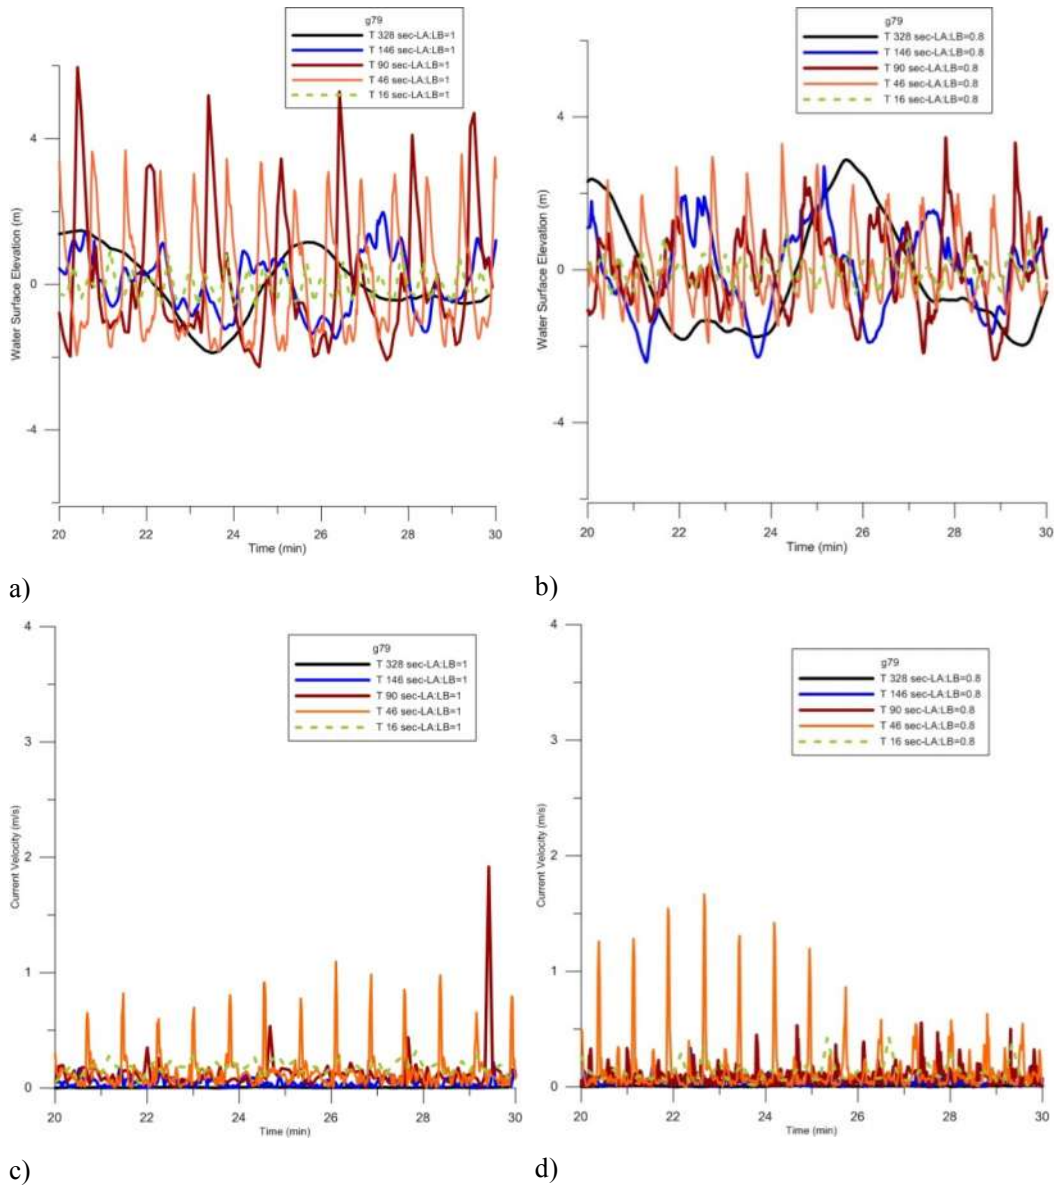 g79
T 328 sec-LA:LB=1
T 146 sec-LA:LB=1
T 90 sec-LA:LB=1
T 46 sec-LA:LB=1
T 16 sec-LA:LB=1
4
0
-4
Water Surface Elevation (m)
20 22 24 26 28 30
Time (min)
a)
g79
T 328 sec-LA:LB=0.8
T 146 sec-LA:LB=0.8
T 90 sec-LA:LB=0.8
T 46 sec-LA:LB=0.8
T 16 sec-LA:LB=0.8
4
0
-4
Water Surface Elevation (m)
20 22 24 26 28 30
Time (min)
b)
g79
T 328 sec-LA:LB=1
T 146 sec-LA:LB=1
T 90 sec-LA:LB=1
T 46 sec-LA:LB=1
T 16 sec-LA:LB=1
4
3
2
1
0
Current Velocity (m/s)
20 22 24 26 28 30
Time (min)
c)
g79
T 328 sec-LA:LB=0.8
T 146 sec-LA:LB=0.8
T 90 sec-LA:LB=0.8
T 46 sec-LA:LB=0.8
T 16 sec-LA:LB=0.8
4
3
2
1
0
Current Velocity (m/s)
20 22 24 26 28 30
Time (min)
d)